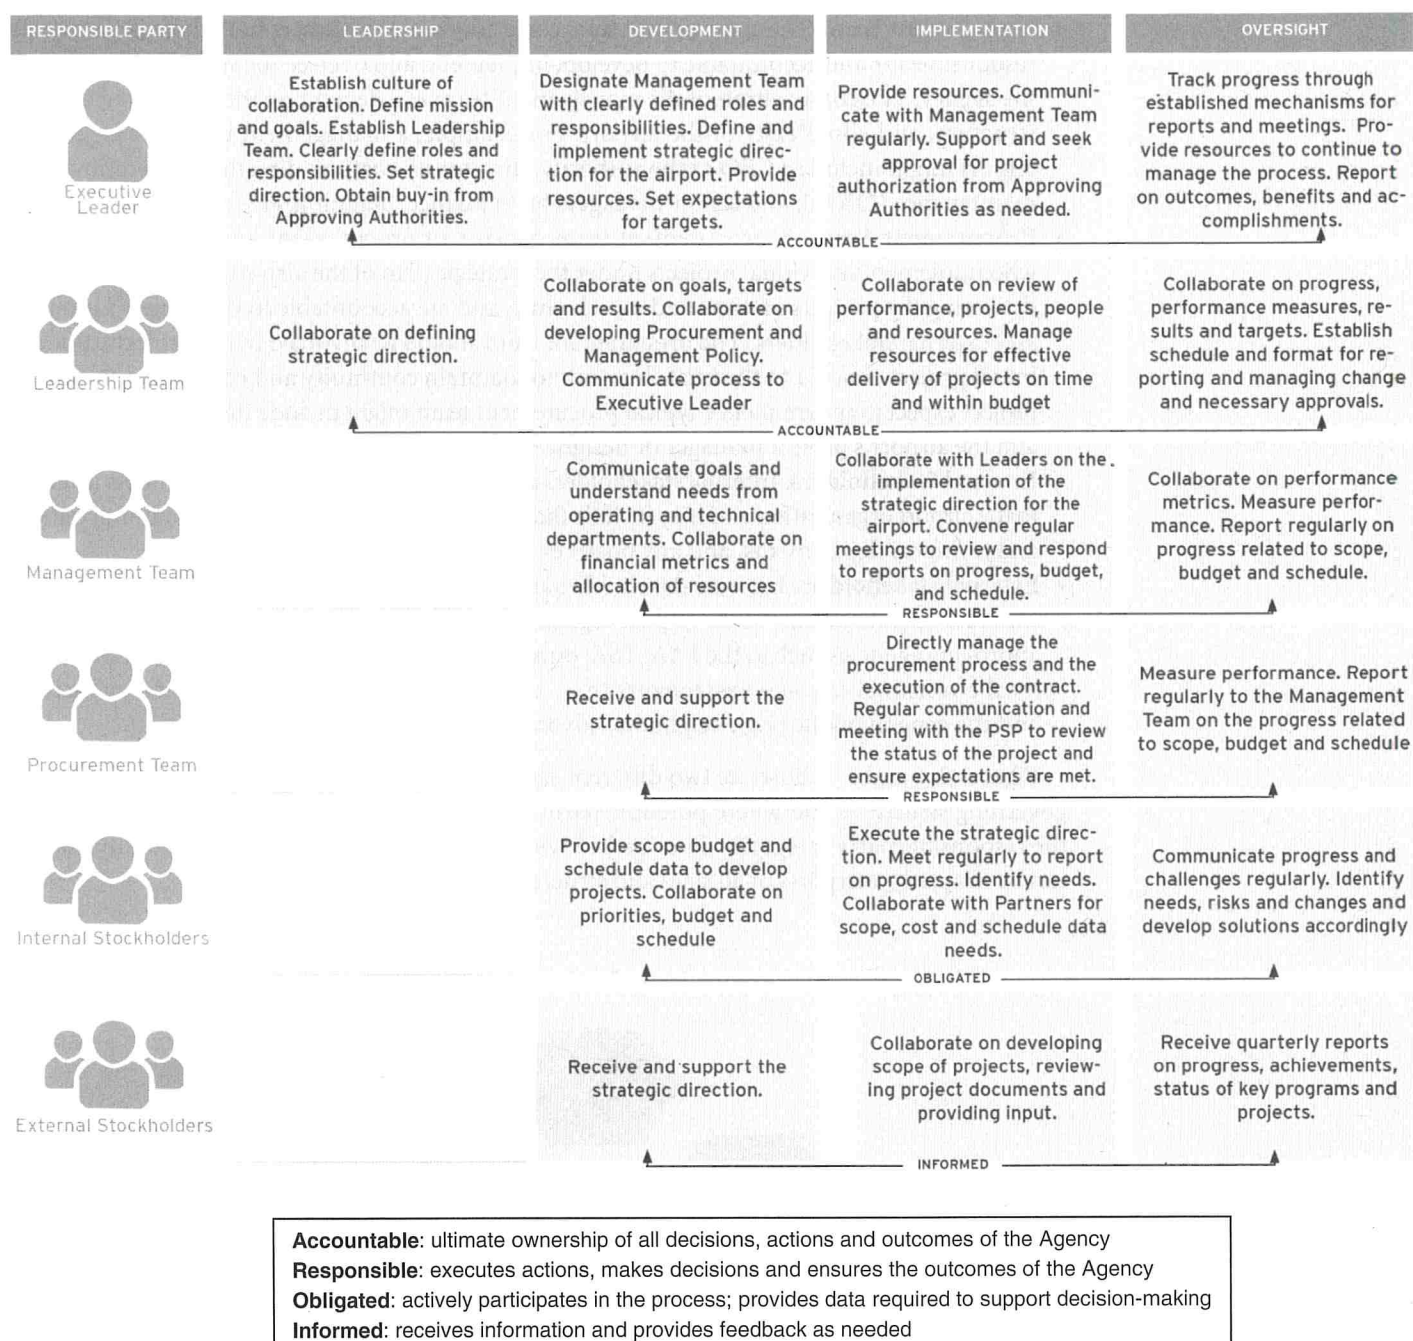 RESPONSIBLE PARTY
LEADERSHIP
DEVELOPMENT
IMPLEMENTATION
OVERSIGHT
Executive
Leader
Establish culture of
collaboration. Define mission
and goals. Establish Leadership
Team. Clearly define roles and
responsibilities. Set strategic
direction. Obtain buy-in from
Approving Authorities.
Designate Management Team
with clearly defined roles and
responsibilities. Define and
implement strategic direc-
tion for the airport. Provide
resources. Set expectations
for targets.
Provide resources. Communi-
cate with Management Team
regularly. Support and seek
approval for project
authorization from Approving
Authorities as needed.
Track progress through
established mechanisms for
reports and meetings. Pro-
vide resources to continue to
manage the process. Report
on outcomes, benefits and ac-
complishments.
ACCOUNTABLE
Leadership Team
Collaborate on defining
strategic direction.
Collaborate on goals, targets
and results. Collaborate on
developing Procurement and
Management Policy.
Communicate process to
Executive Leader
Collaborate on review of
performance, projects, people
and resources. Manage
resources for effective
delivery of projects on time
and within budget
Collaborate on progress,
performance measures, re-
sults and targets. Establish
schedule and format for re-
porting and managing change
and necessary approvals.
ACCOUNTABLE
Management Team
Communicate goals and
understand needs from
operating and technical
departments. Collaborate on
financial metrics and
allocation of resources
Collaborate with Leaders on the
implementation of the
strategic direction for the
airport. Convene regular
meetings to review and respond
to reports on progress, budget,
and schedule.
Collaborate on performance
metrics. Measure perfor-
mance. Report regularly on
progress related to scope,
budget and schedule.
RESPONSIBLE
Procurement Team
Receive and support the
strategic direction.
Directly manage the
procurement process and the
execution of the contract.
Regular communication and
meeting with the PSP to review
the status of the project and
ensure expectations are met.
Measure performance. Report
regularly to the Management
Team on the progress related
to scope, budget and schedule
RESPONSIBLE
Internal Stockholders
Provide scope budget and
schedule data to develop
projects. Collaborate on
priorities, budget and
schedule
Execute the strategic direc-
tion. Meet regularly to report
on progress. Identify needs.
Collaborate with Partners for
scope, cost and schedule data
needs.
Communicate progress and
challenges regularly. Identify
needs, risks and changes and
develop solutions accordingly
OBLIGATED
External Stockholders
Receive and support the
strategic direction.
Collaborate on developing
scope of projects, review-
ing project documents and
providing input.
Receive quarterly reports
on progress, achievements,
status of key programs and
projects.
INFORMED
Accountable: ultimate ownership of all decisions, actions and outcomes of the Agency
Responsible: executes actions, makes decisions and ensures the outcomes of the Agency
Obligated: actively participates in the process; provides data required to support decision-making
Informed: receives information and provides feedback as needed